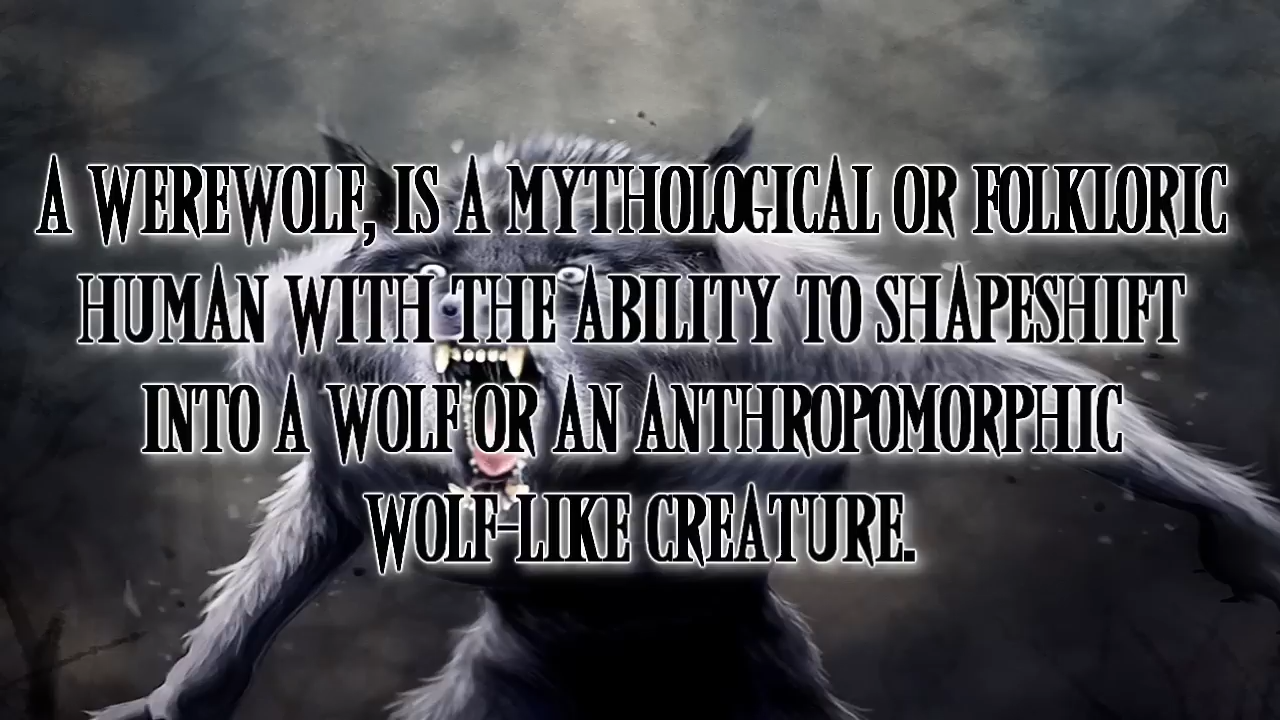 A WEREWOLF, IS A MYTHOLOGICAL OR FOLKLORIC
HUMAN WITH THE ABILITY TO SHAPESHIFT
INTO A WOLF OR AN ANTHROPOMORPHIC
WOLF-LIKE CREATURE.